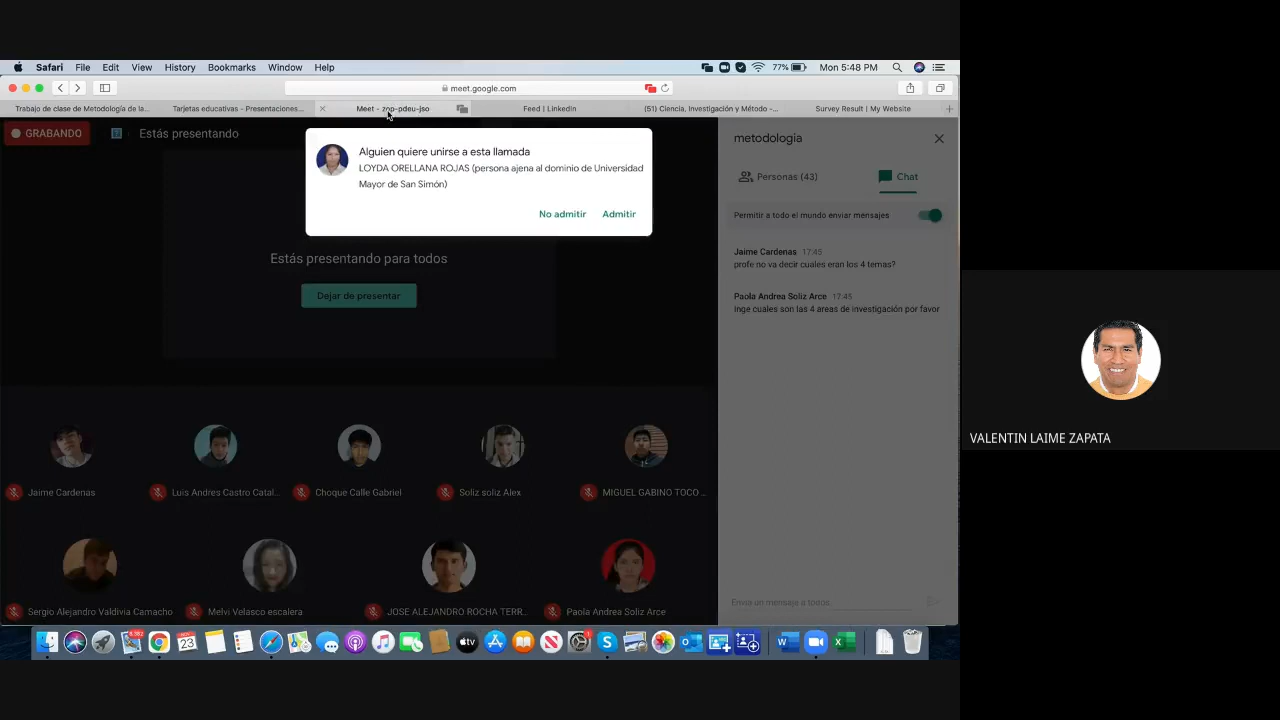 Safari File Edit View History Bookmarks Window Help 77% Mon 5:48 PM
meet.google.com
Trabajo de clase de Metodología de la... Tarjetas educativas - Presentaciones... Meet - zop-pdeu-jso Feed | LinkedIn (51) Ciencia, Investigación y Método -... Survey Result | My Website
GRABANDO Estás presentando
Alguien quiere unirse a esta llamada
LOYDA ORELLANA ROJAS (persona ajena al dominio de Universidad
Mayor de San Simón)
No admitir Admitir
Estás presentando para todos
Dejar de presentar
metodologia
Personas (43) Chat
Permitir a todo el mundo enviar mensajes
Jaime Cardenas 17:45
profe no va decir cuales eran los 4 temas?
Paola Andrea Soliz Arce 17:45
Inge cuales son las 4 areas de investigación por favor
Envía un mensaje a todos
Jaime Cardenas Luis Andres Castro Catal... Choque Calle Gabriel Soliz soliz Alex MIGUEL GABINO TOCO ...
Sergio Alejandro Valdivia Camacho Melvi Velasco escalera JOSE ALEJANDRO ROCHA TERR... Paola Andrea Soliz Arce
VALENTIN LAIME ZAPATA
NOV
23
tv